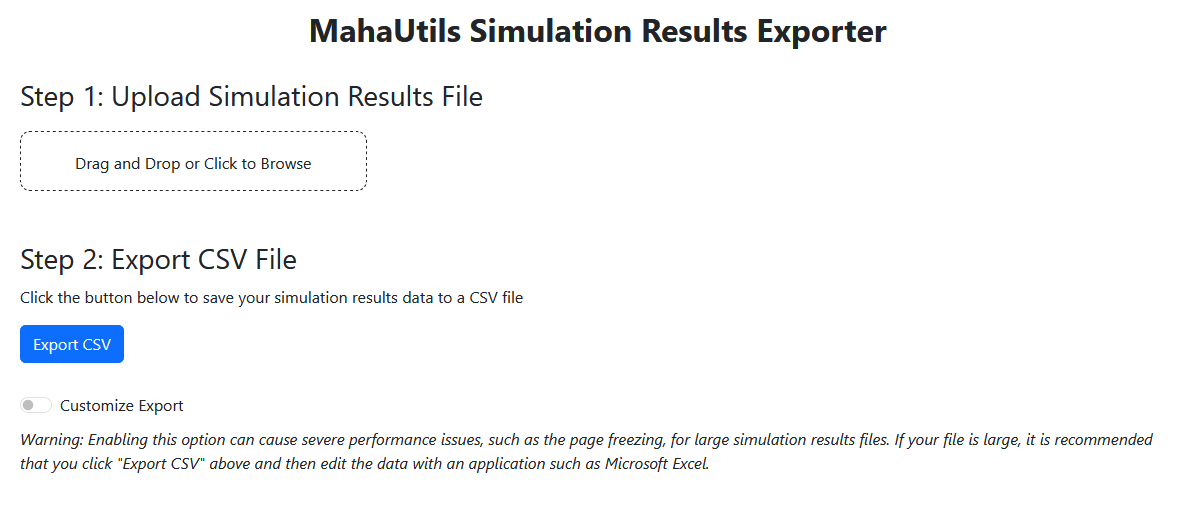 MahaUtils Simulation Results Exporter
Step 1: Upload Simulation Results File
Drag and Drop or Click to Browse
Step 2: Export CSV File
Click the button below to save your simulation results data to a CSV file
Export CSV
Customize Export
Warning: Enabling this option can cause severe performance issues, such as the page freezing, for large simulation results files. If your file is large, it is recommended
that you click "Export CSV" above and then edit the data with an application such as Microsoft Excel.